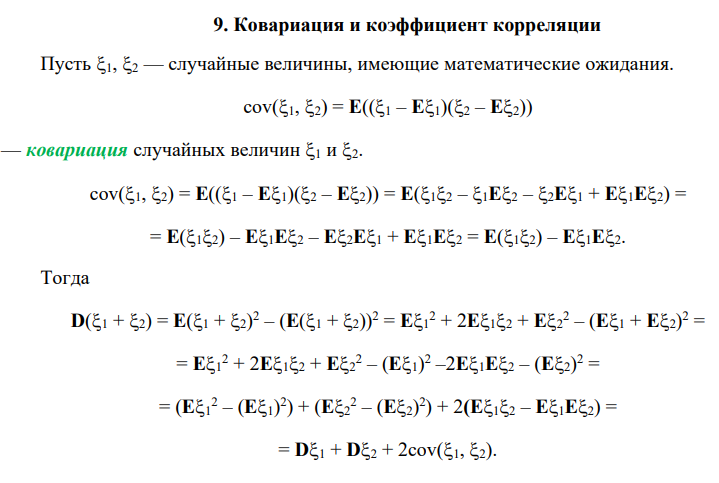 9. Ковариация и коэффициент корреляции
Пусть ξ₁, ξ₂ — случайные величины, имеющие математические ожидания.
cov(ξ₁, ξ₂) = E((ξ₁ – Eξ₁)(ξ₂ – Eξ₂))
— ковариация случайных величин ξ₁ и ξ₂.
cov(ξ₁, ξ₂) = E((ξ₁ – Eξ₁)(ξ₂ – Eξ₂)) = E(ξ₁ξ₂ – ξ₁Eξ₂ – ξ₂Eξ₁ + Eξ₁Eξ₂) =
= E(ξ₁ξ₂) – Eξ₁Eξ₂ – Eξ₂Eξ₁ + Eξ₁Eξ₂ = E(ξ₁ξ₂) – Eξ₁Eξ₂.
Тогда
D(ξ₁ + ξ₂) = E(ξ₁ + ξ₂)² – (E(ξ₁ + ξ₂))² = Eξ₁² + 2Eξ₁ξ₂ + Eξ₂² – (Eξ₁ + Eξ₂)² =
= Eξ₁² + 2Eξ₁ξ₂ + Eξ₂² – (Eξ₁)² –2Eξ₁Eξ₂ – (Eξ₂)² =
= (Eξ₁² – (Eξ₁)²) + (Eξ₂² – (Eξ₂)²) + 2(Eξ₁ξ₂ – Eξ₁Eξ₂) =
= Dξ₁ + Dξ₂ + 2cov(ξ₁, ξ₂).